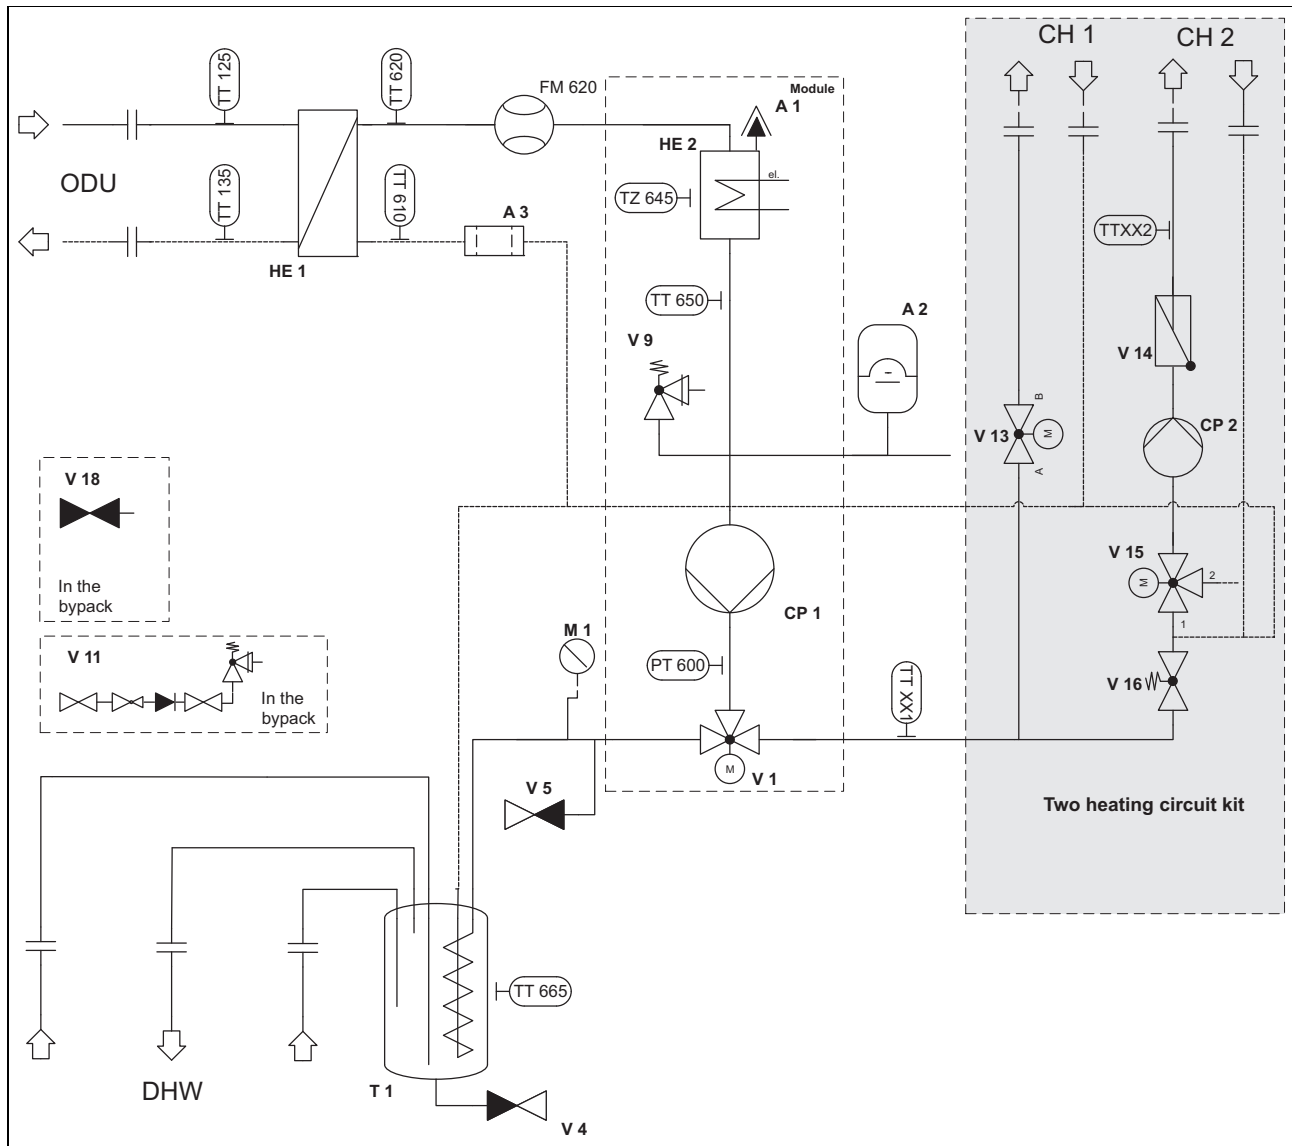 CH 1
CH 2
TT 125
TT 620
FM 620
Module
A 1
HE 2
ODU
el.
TZ 645
TT 135
TT 610
A 3
TTXX2
HE 1
TT 650
A 2
V 9
V 14
B
V 13
M
CP 2
A
V 18
V 15
M
2
In the
bypack
CP 1
1
M 1
V 11
PT 600
TT XX1
V 16
In the
bypack
M
V 1
V 5
Two heating circuit kit
TT 665
DHW
T 1
V 4